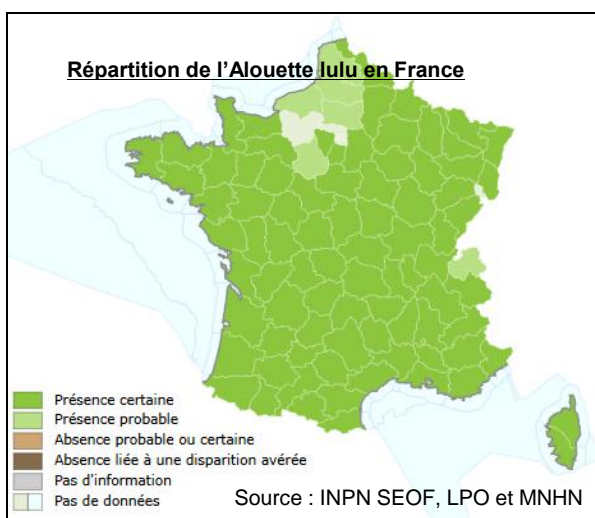 Répartition de l’Alouette lulu en France
Présence certaine
Présence probable
Absence probable ou certaine
Absence liée à une disparition avérée
Pas d'information
Pas de données
Source : INPN SEOF, LPO et MNHN